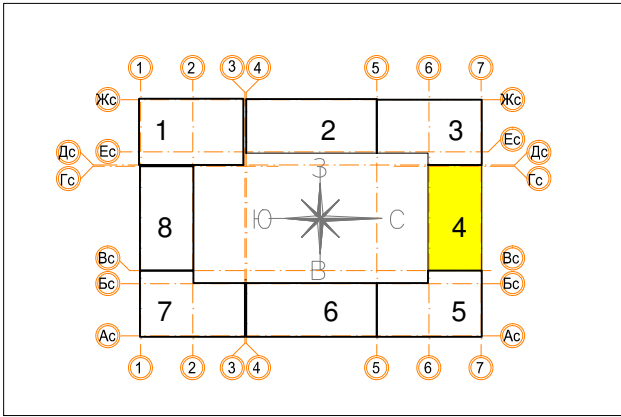 1 2 3 4 5 6 7
Жс Жс
1 2 3
Ес Ес
Дс Дс
Гс Гс
З
Ю С
8 4
В
Вс Вс
Бс Бс
7 6 5
Ас Ас
1 2 3 4 5 6 7